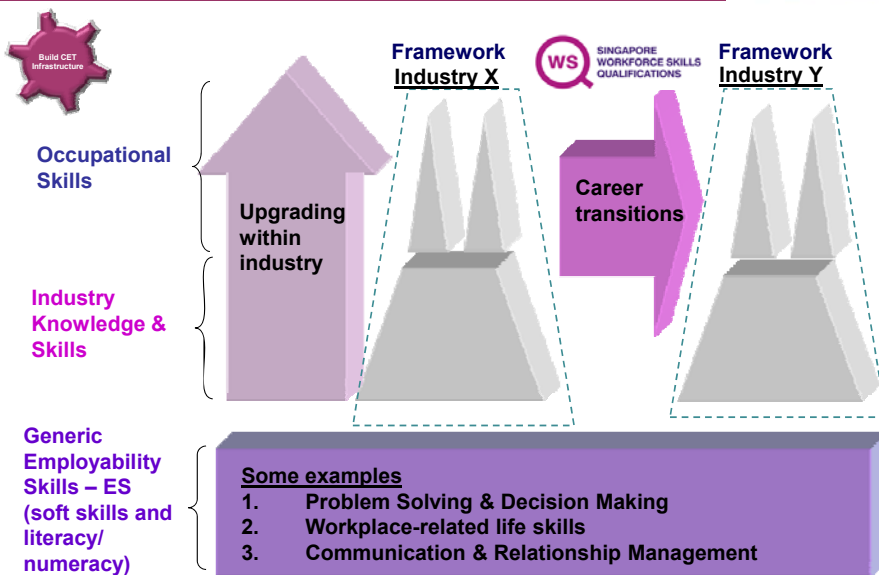 Build CET
Infrastructure
Framework
Industry X
WS
SINGAPORE
WORKFORCE SKILLS
QUALIFICATIONS
Framework
Industry Y
Occupational
Skills
Upgrading
within
industry
Career
transitions
Industry
Knowledge &
Skills
Generic
Employability
Skills – ES
(soft skills and
literacy/
numeracy)
Some examples
1. Problem Solving & Decision Making
2. Workplace-related life skills
3. Communication & Relationship Management